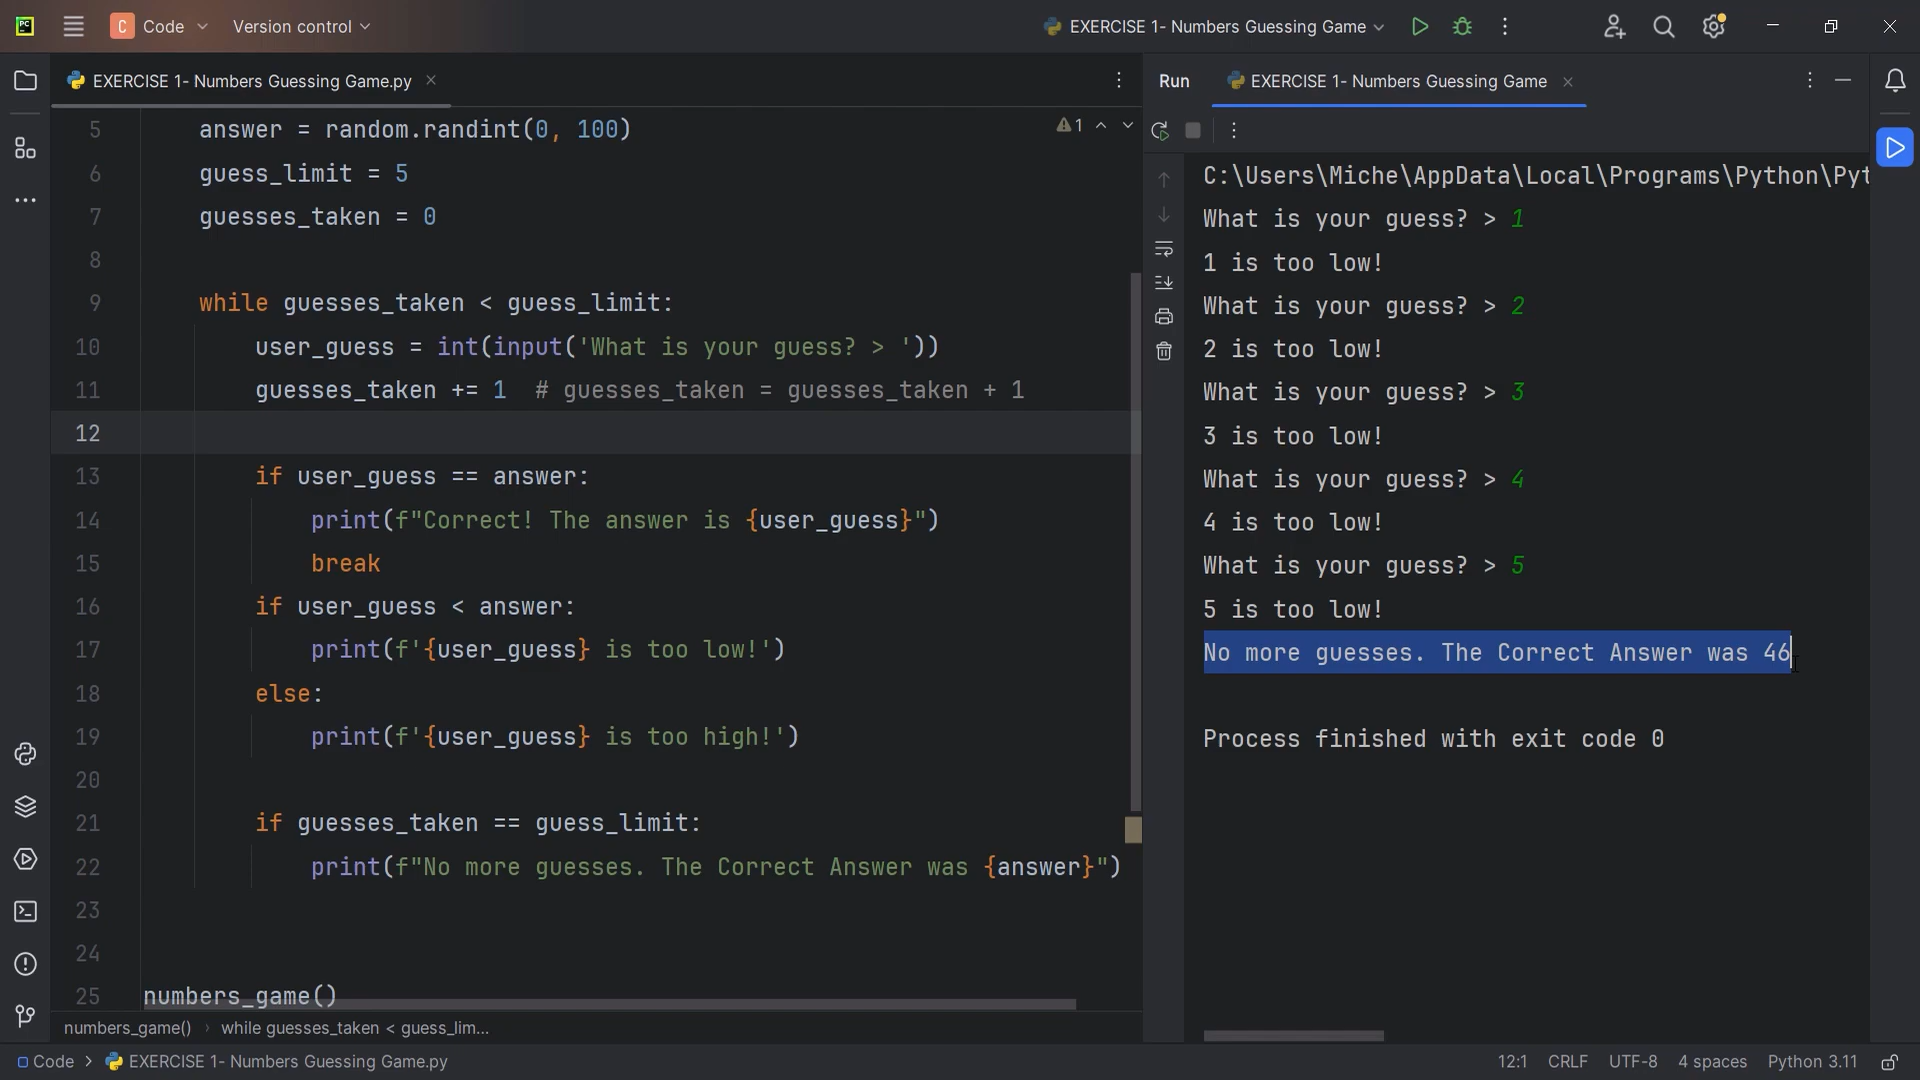 PC
C Code
Version control
EXERCISE 1- Numbers Guessing Game
EXERCISE 1- Numbers Guessing Game.py
5 answer = random.randint(0, 100)
6 guess_limit = 5
7 guesses_taken = 0
8
9 while guesses_taken < guess_limit:
10 user_guess = int(input('What is your guess? > '))
11 guesses_taken += 1  # guesses_taken = guesses_taken + 1
12
13 if user_guess == answer:
14 print(f"Correct! The answer is {user_guess}")
15 break
16 if user_guess < answer:
17 print(f'{user_guess} is too low!')
18 else:
19 print(f'{user_guess} is too high!')
20
21 if guesses_taken == guess_limit:
22 print(f"No more guesses. The Correct Answer was {answer}")
23
24
25 numbers_game()
1
numbers_game() › while guesses_taken < guess_lim...
Run
EXERCISE 1- Numbers Guessing Game
C:\Users\Miche\AppData\Local\Programs\Python\Pyt
What is your guess? > 1
1 is too low!
What is your guess? > 2
2 is too low!
What is your guess? > 3
3 is too low!
What is your guess? > 4
4 is too low!
What is your guess? > 5
5 is too low!
No more guesses. The Correct Answer was 46
Process finished with exit code 0
Code > EXERCISE 1- Numbers Guessing Game.py
12:1 CRLF UTF-8 4 spaces Python 3.11